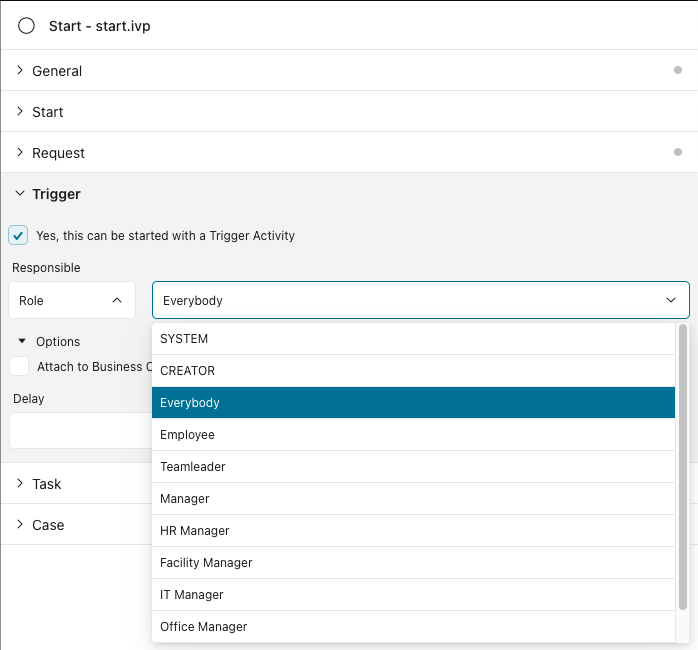 Start - start.ivp
General
Start
Request
Trigger
Yes, this can be started with a Trigger Activity
Responsible
Role
Everybody
Options
Attach to Business
Delay
SYSTEM
CREATOR
Everybody
Employee
Teamleader
Manager
HR Manager
Facility Manager
IT Manager
Office Manager
Task
Case